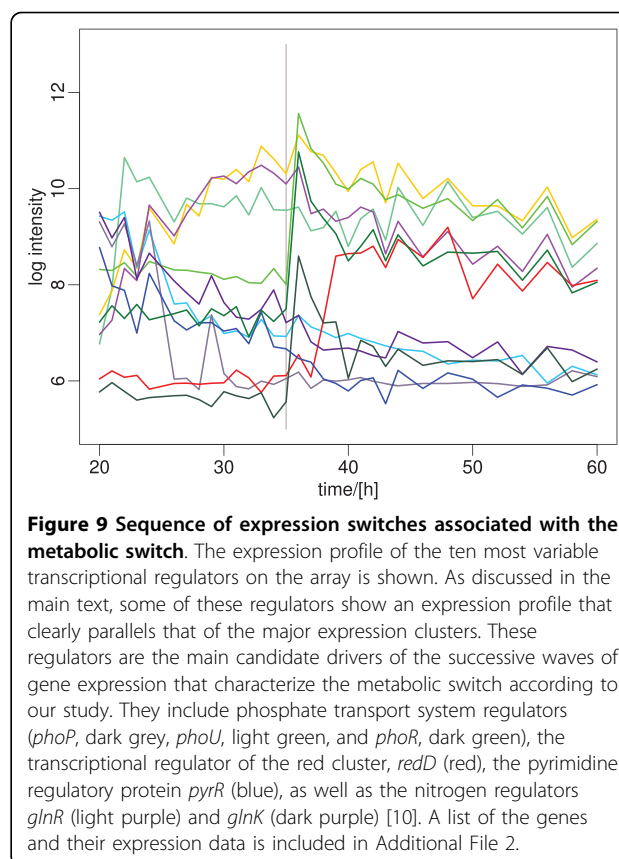 12
10
8
6
log intensity
20 30 40 50 60
time/[h]
Figure 9 Sequence of expression switches associated with the
metabolic switch. The expression profile of the ten most variable
transcriptional regulators on the array is shown. As discussed in the
main text, some of these regulators show an expression profile that
clearly parallels that of the major expression clusters. These
regulators are the main candidate drivers of the successive waves of
gene expression that characterize the metabolic switch according to
our study. They include phosphate transport system regulators
(phoP, dark grey, phoU, light green, and phoR, dark green), the
transcriptional regulator of the red cluster, redD (red), the pyrimidine
regulatory protein pyrR (blue), as well as the nitrogen regulators
glnR (light purple) and glnK (dark purple) [10]. A list of the genes
and their expression data is included in Additional File 2.